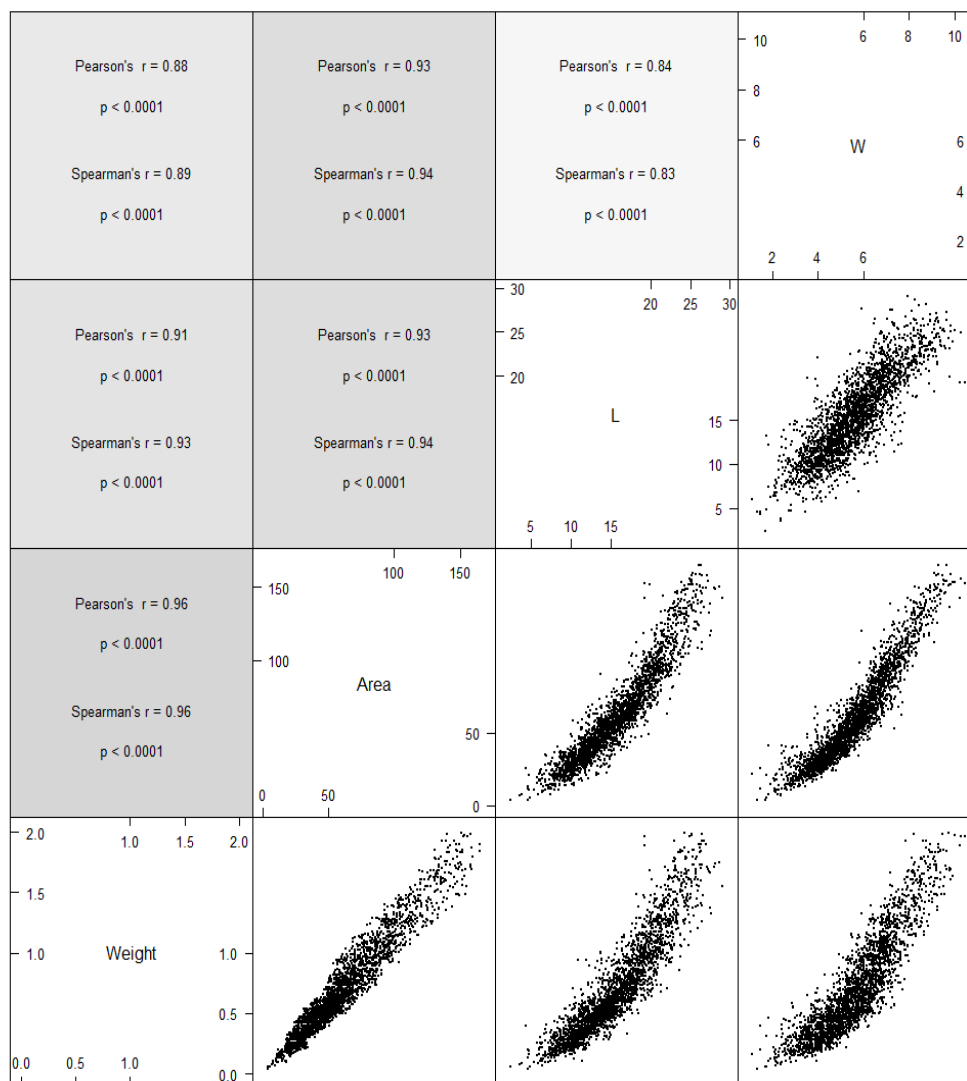 Pearson's r = 0.88
p < 0.0001
Spearman's r = 0.89
p < 0.0001
Pearson's r = 0.93
p < 0.0001
Spearman's r = 0.94
p < 0.0001
Pearson's r = 0.84
p < 0.0001
Spearman's r = 0.83
p < 0.0001
6 8 10
10
8
6
W
6
4
2
2 4 6
Pearson's r = 0.91
p < 0.0001
Spearman's r = 0.93
p < 0.0001
Pearson's r = 0.93
p < 0.0001
Spearman's r = 0.94
p < 0.0001
20 25 30
30
25
20
L
15
10
5
5 10 15
Pearson's r = 0.96
p < 0.0001
Spearman's r = 0.96
p < 0.0001
100 150
150
100
Area
50
0
0 50
1.0 1.5 2.0
2.0
1.5
1.0
Weight
1.0
0.5
0.0
0.0 0.5 1.0